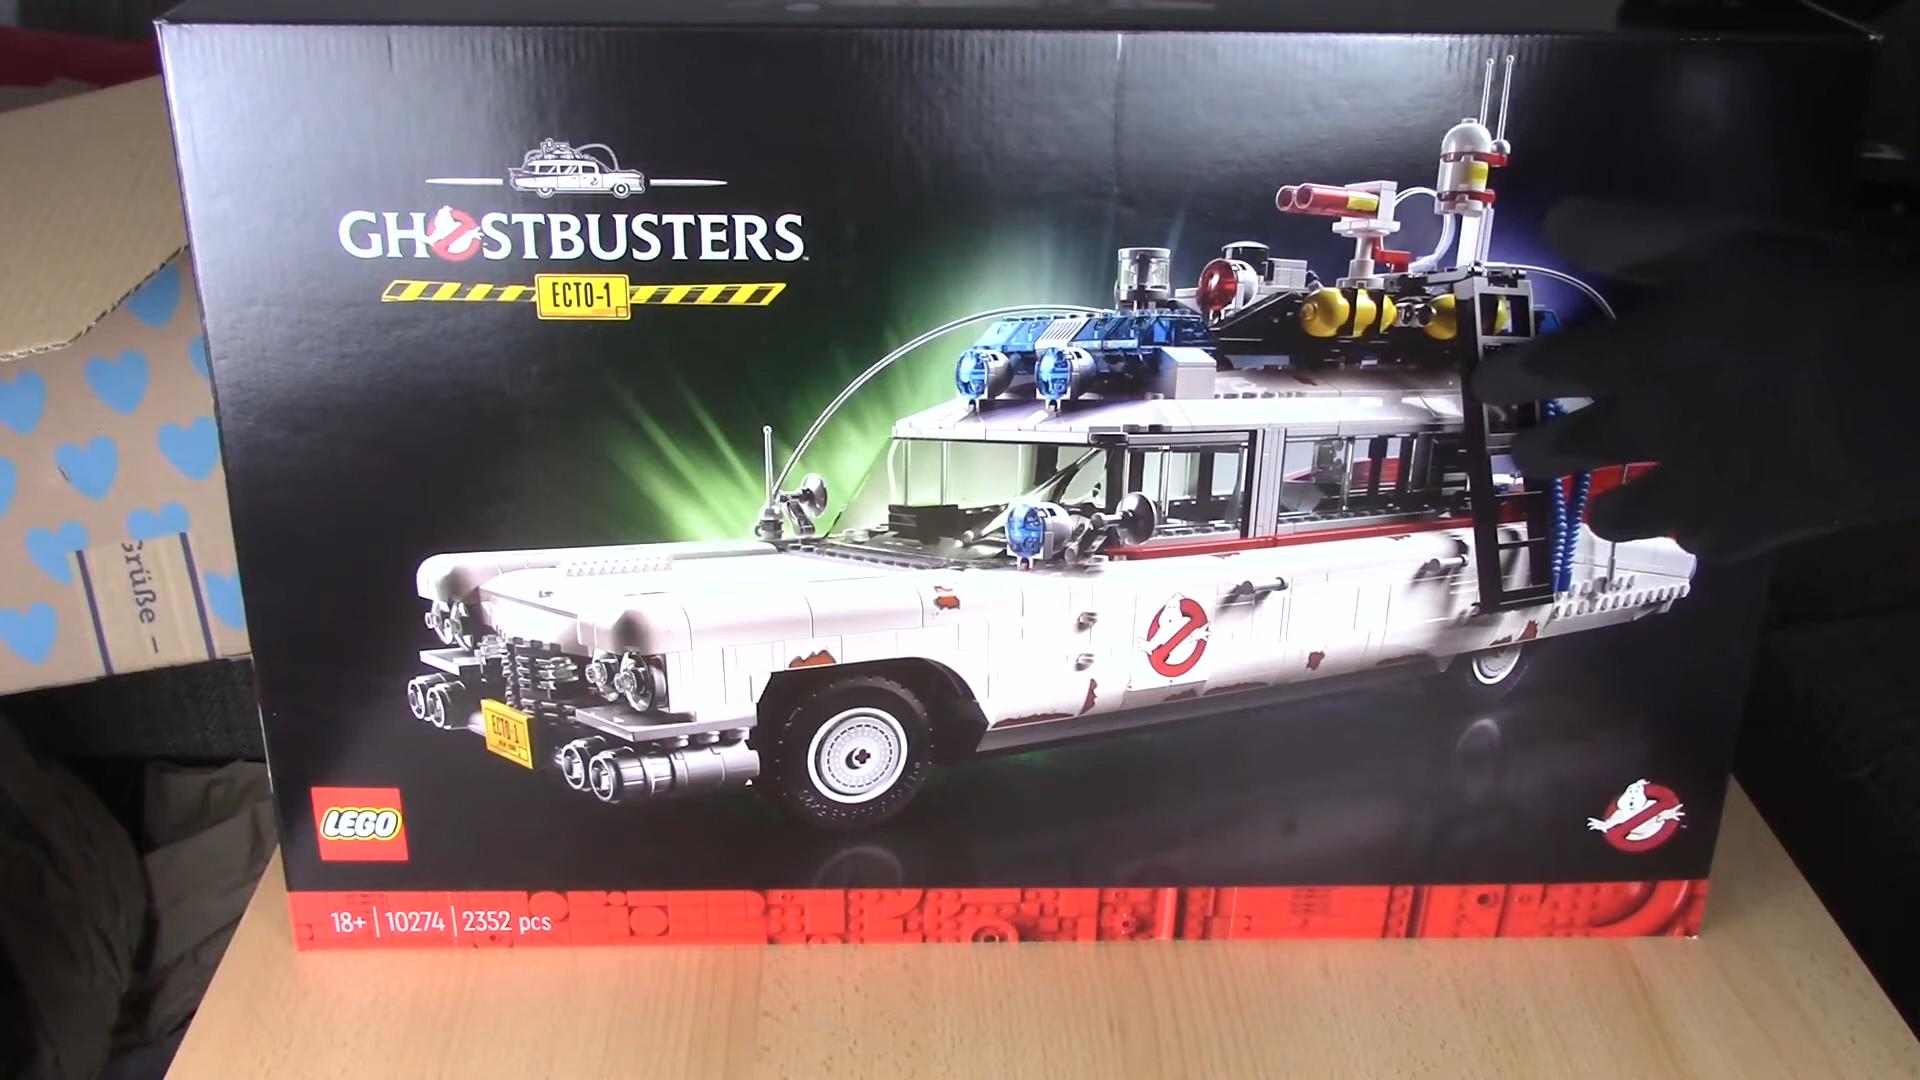 GHOSTBUSTERS
ECTO-1
ECTO-1
LEGO
18+ | 10274 | 2352 pcs
Grüße –